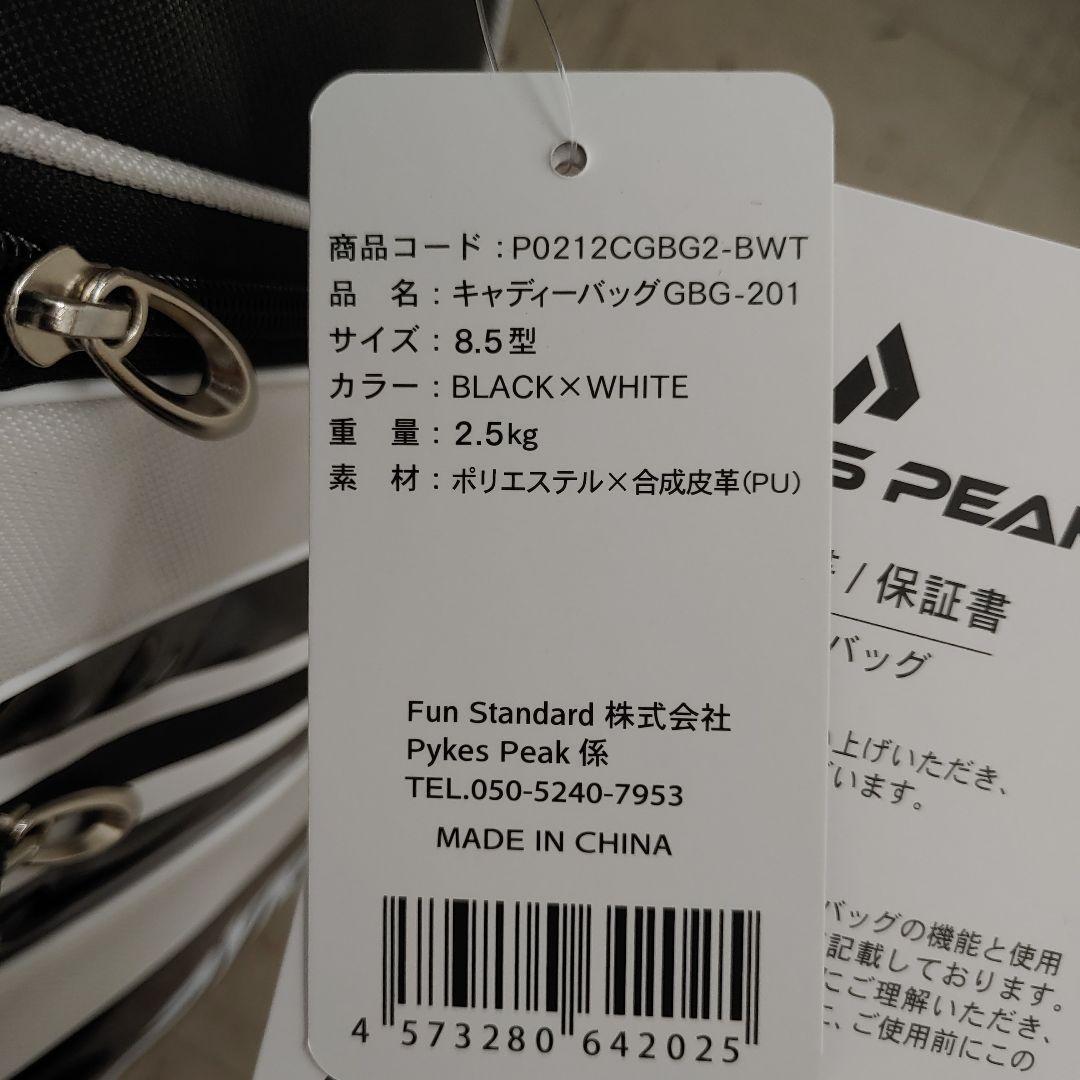 商品コード：P0212CGBG2-BWT
品　名：キャディーバッグGBG-201
サイズ：8.5型
カラー：BLACK×WHITE
重　量：2.5kg
素　材：ポリエステル×合成皮革(PU)
Fun Standard 株式会社
Pykes Peak 係
TEL.050-5240-7953
MADE IN CHINA
4 573280 642025
S PEAK
/ 保証書
バッグ
上げいただき、
います。
バッグの機能と使用
記載しております。
にご理解いただき、
に、ご使用前にこの